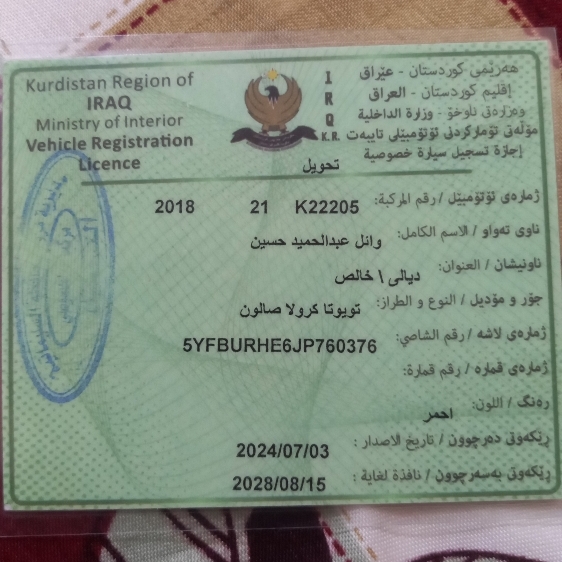 Kurdistan Region of
IRAQ
Ministry of Interior
Vehicle Registration
Licence
I
R
Q
K.R.
هەرێمی کوردستان - عێراق
إقليم كوردستان - العراق
وەزارەتی ناوخۆ - وزارة الداخلية
مۆڵەتی تۆمارکردنی ئۆتۆمبێلی تایبەت
إجازة تسجيل سيارة خصوصية
تحويل
ژمارەی ئۆتۆمبێل / رقم المركبة: K22205 21 2018
ناوی تەواو / الاسم الكامل: وائل عبدالحميد حسين
ناونیشان / العنوان: ديالى \ خالص
جۆر و مۆدیل / النوع و الطراز: تويوتا كرولا صالون
ژمارەی لاشە / رقم الشاصي: 5YFBURHE6JP760376
ژمارەی قمارە / رقم قمارة:
رەنگ / اللون: احمر
ڕێکەوتی دەرچوون / تاريخ الاصدار : 2024/07/03
ڕێکەوتی بەسەرچوون / نافذة لغاية : 2028/08/15